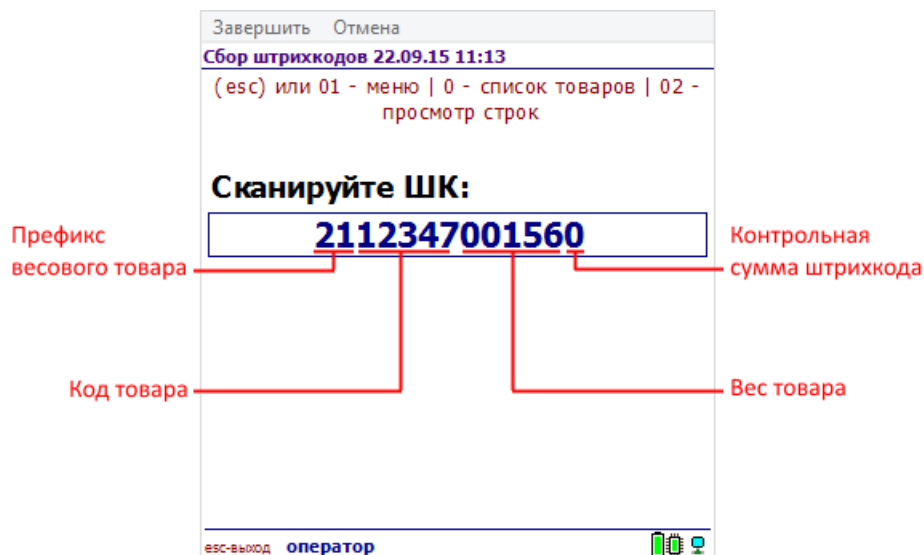 Завершить Отмена
Сбор штрихкодов 22.09.15 11:13
(esc) или 01 - меню | 0 - список товаров | 02 -
просмотр строк
Сканируйте ШК:
2112347001560
Префикс
весового товара
Контрольная
сумма штрихкода
Код товара
Вес товара
esc-выход оператор